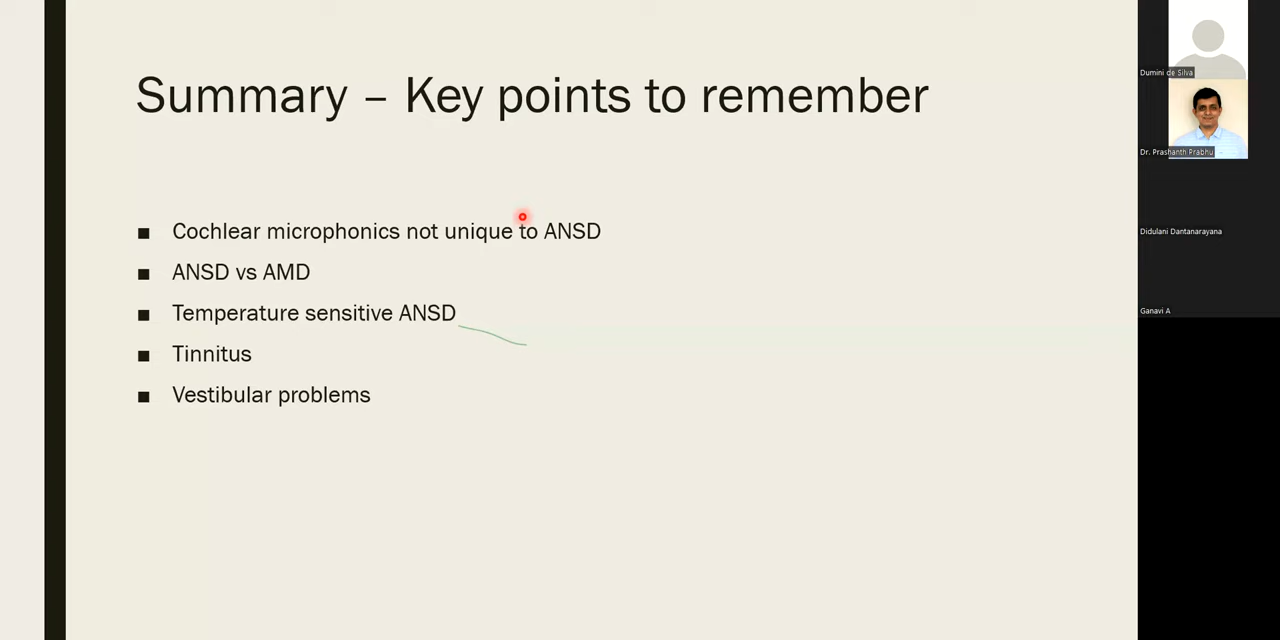 Summary – Key points to remember
Cochlear microphonics not unique to ANSD
ANSD vs AMD
Temperature sensitive ANSD
Tinnitus
Vestibular problems
Dumini de Silva
Dr. Prashanth Prabhu
Didulani Dantanarayana
Ganavi A